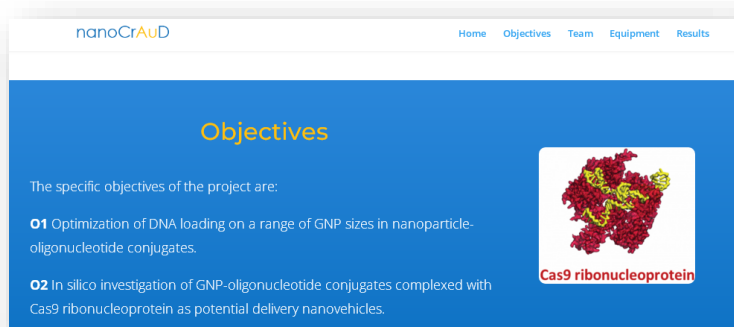 nanoCrAuD
Home Objectives Team Equipment Results
Objectives
The specific objectives of the project are:
O1 Optimization of DNA loading on a range of GNP sizes in nanoparticle-
oligonucleotide conjugates.
O2 In silico investigation of GNP-oligonucleotide conjugates complexed with
Cas9 ribonucleoprotein as potential delivery nanovehicles.
Cas9 ribonucleoprotein